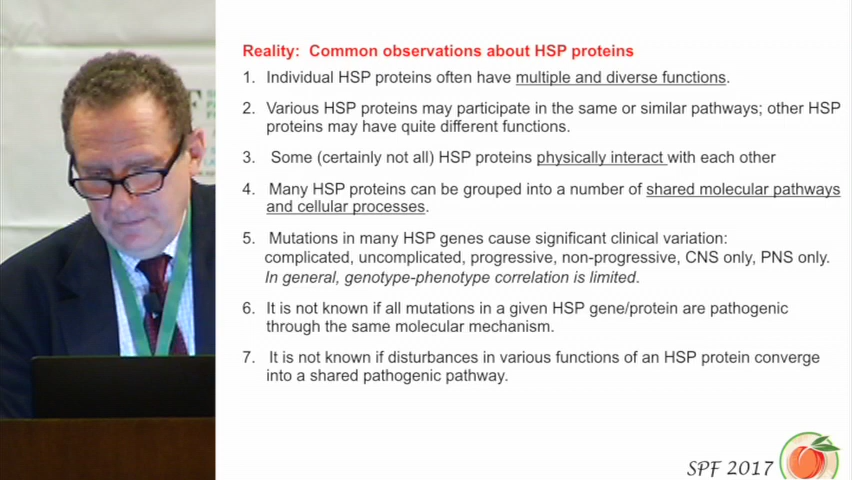 Reality: Common observations about HSP proteins
1. Individual HSP proteins often have multiple and diverse functions.
2. Various HSP proteins may participate in the same or similar pathways; other HSP
proteins may have quite different functions.
3. Some (certainly not all) HSP proteins physically interact with each other
4. Many HSP proteins can be grouped into a number of shared molecular pathways
and cellular processes.
5. Mutations in many HSP genes cause significant clinical variation:
complicated, uncomplicated, progressive, non-progressive, CNS only, PNS only.
In general, genotype-phenotype correlation is limited.
6. It is not known if all mutations in a given HSP gene/protein are pathogenic
through the same molecular mechanism.
7. It is not known if disturbances in various functions of an HSP protein converge
into a shared pathogenic pathway.
SPF 2017